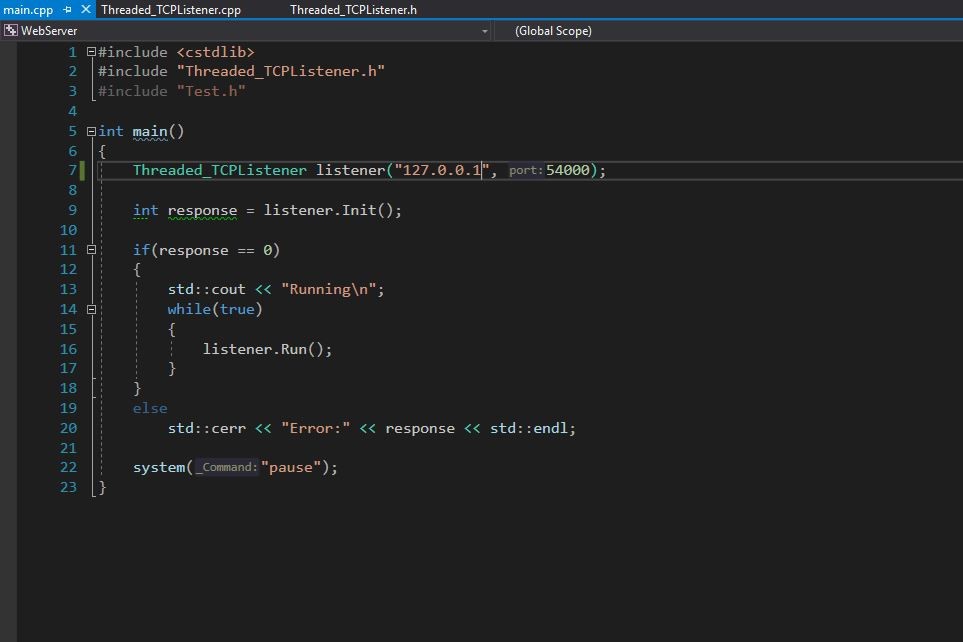 main.cpp Threaded_TCPListener.cpp Threaded_TCPListener.h
WebServer (Global Scope)
1 #include <cstdlib>
2 #include "Threaded_TCPListener.h"
3 #include "Test.h"
4
5 int main()
6 {
7 Threaded_TCPListener listener("127.0.0.1", port: 54000);
8
9 int response = listener.Init();
10
11 if(response == 0)
12 {
13 std::cout << "Running\n";
14 while(true)
15 {
16 listener.Run();
17 }
18 }
19 else
20 std::cerr << "Error:" << response << std::endl;
21
22 system(_Command: "pause");
23 }